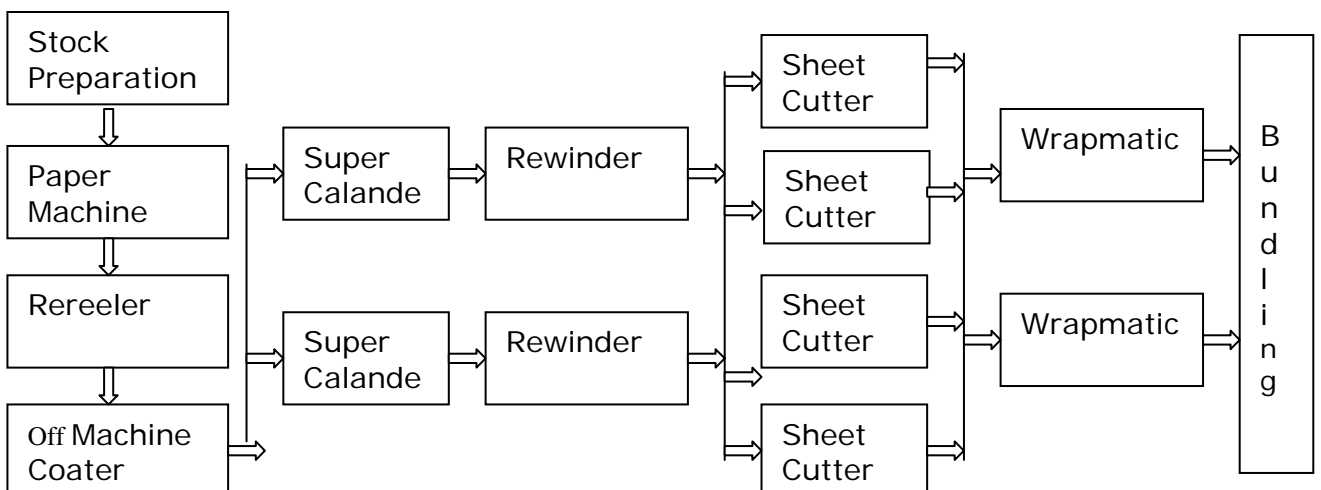 Stock
Preparation
Paper
Machine
Rereeler
Off Machine
Coater
Super
Calande
Rewinder
Super
Calande
Rewinder
Sheet
Cutter
Sheet
Cutter
Sheet
Cutter
Sheet
Cutter
Wrapmatic
Wrapmatic
B
u
n
d
l
i
n
g